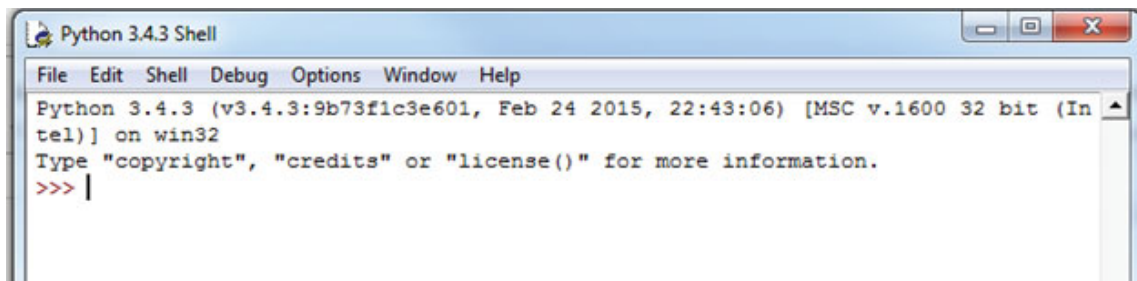 Python 3.4.3 Shell
File Edit Shell Debug Options Window Help
Python 3.4.3 (v3.4.3:9b73f1c3e601, Feb 24 2015, 22:43:06) [MSC v.1600 32 bit (In
tel)] on win32
Type "copyright", "credits" or "license()" for more information.
>>>